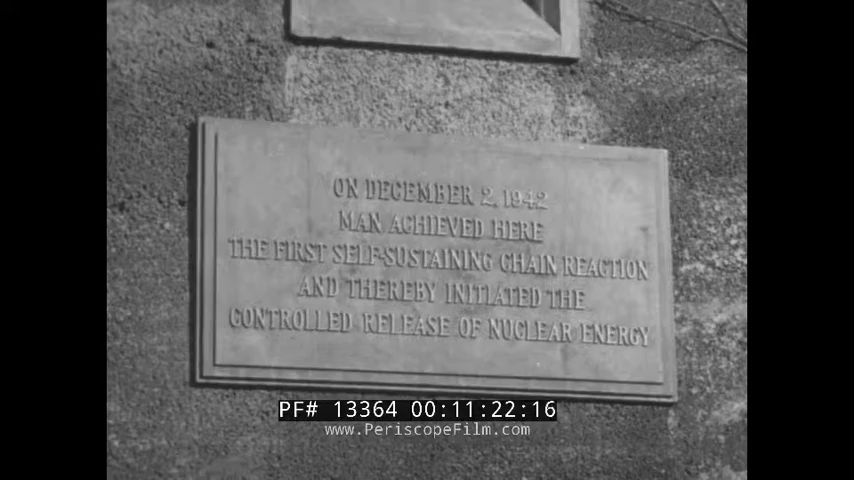 ON DECEMBER 2, 1942
MAN ACHIEVED HERE
THE FIRST SELF-SUSTAINING CHAIN REACTION
AND THEREBY INITIATED THE
CONTROLLED RELEASE OF NUCLEAR ENERGY
PF# 13364 00:11:22:16
www.PeriscopeFilm.com